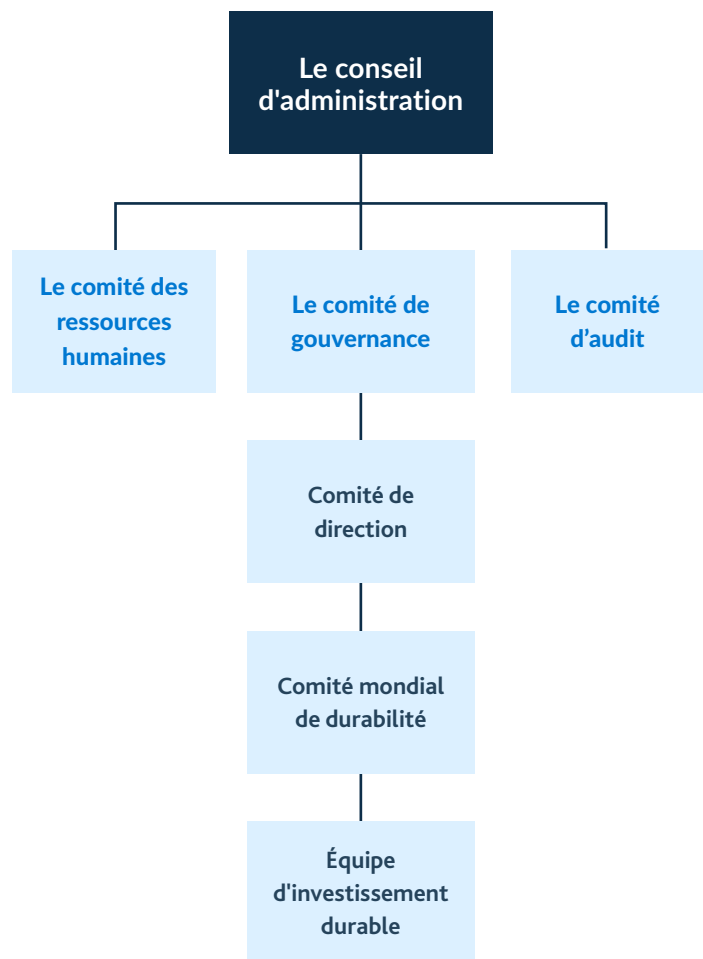 Le conseil
d'administration
Le comité des
ressources
humaines
Le comité de
gouvernance
Le comité
d’audit
Comité de
direction
Comité mondial
de durabilité
Équipe
d'investissement
durable